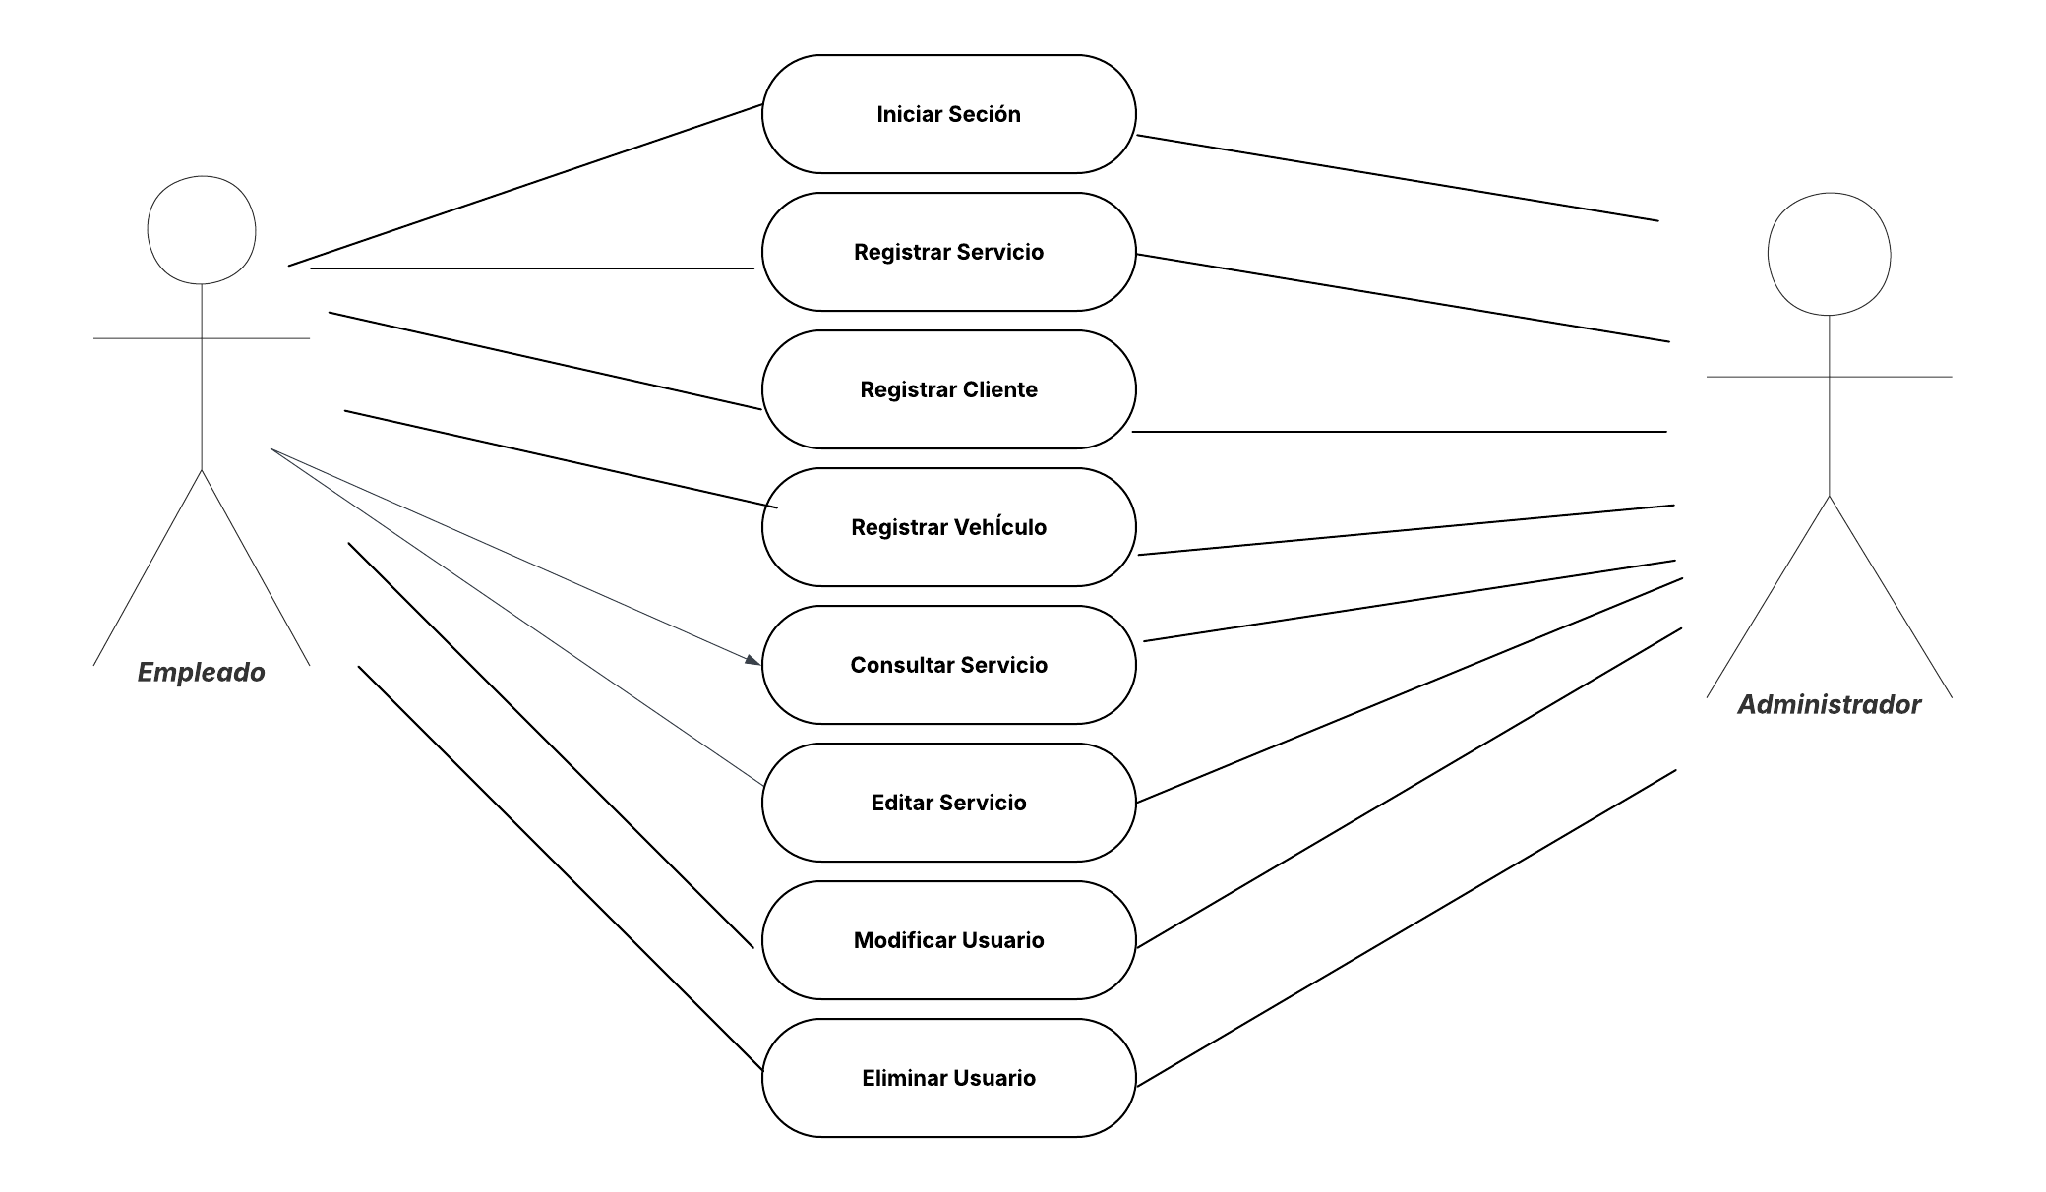 Iniciar Seción
Registrar Servicio
Registrar Cliente
Registrar VehÍculo
Consultar Servicio
Empleado
Administrador
Editar Servicio
Modificar Usuario
Eliminar Usuario